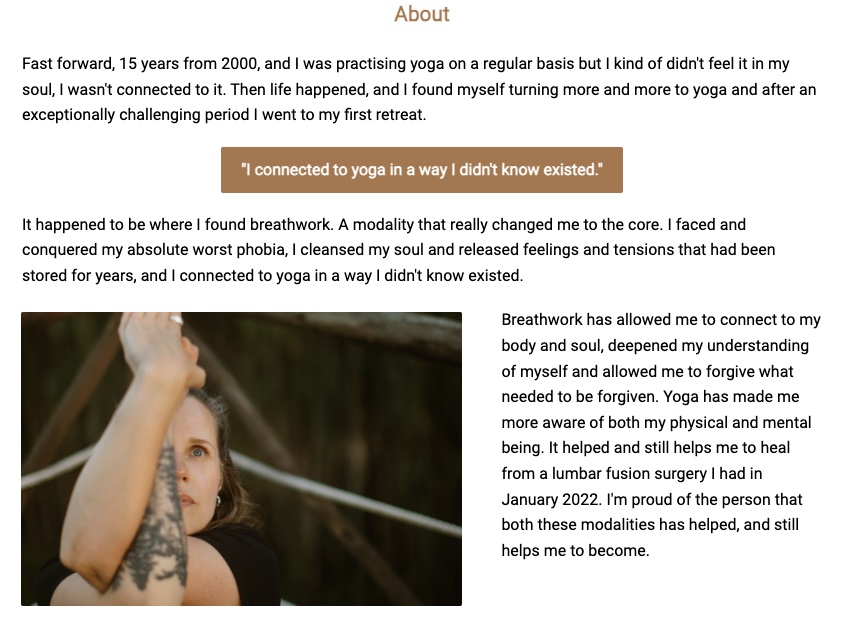 About
Fast forward, 15 years from 2000, and I was practising yoga on a regular basis but I kind of didn't feel it in my
soul, I wasn't connected to it. Then life happened, and I found myself turning more and more to yoga and after an
exceptionally challenging period I went to my first retreat.
"I connected to yoga in a way I didn't know existed."
It happened to be where I found breathwork. A modality that really changed me to the core. I faced and
conquered my absolute worst phobia, I cleansed my soul and released feelings and tensions that had been
stored for years, and I connected to yoga in a way I didn't know existed.
Breathwork has allowed me to connect to my
body and soul, deepened my understanding
of myself and allowed me to forgive what
needed to be forgiven. Yoga has made me
more aware of both my physical and mental
being. It helped and still helps me to heal
from a lumbar fusion surgery I had in
January 2022. I'm proud of the person that
both these modalities has helped, and still
helps me to become.